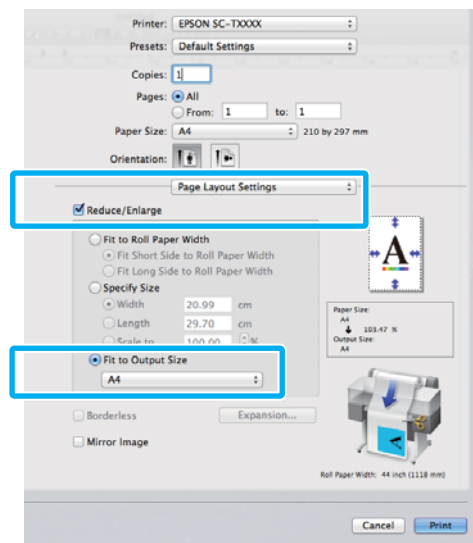 Printer: EPSON SC-TXXXX
Presets: Default Settings
Copies: 1
Pages: All
From: 1 to: 1
Paper Size: A4 210 by 297 mm
Orientation:
Page Layout Settings
Reduce/Enlarge
Fit to Roll Paper Width
Fit Short Side to Roll Paper Width
Fit Long Side to Roll Paper Width
Specify Size
Width 20.99 cm
Length 29.70 cm
Scale to 100.00 %
Fit to Output Size
A4
Borderless Expansion...
Mirror Image
A
Paper Size:
A4
103.47 %
Output Size:
A4
A
Roll Paper Width: 44 inch (1118 mm)
Cancel Print